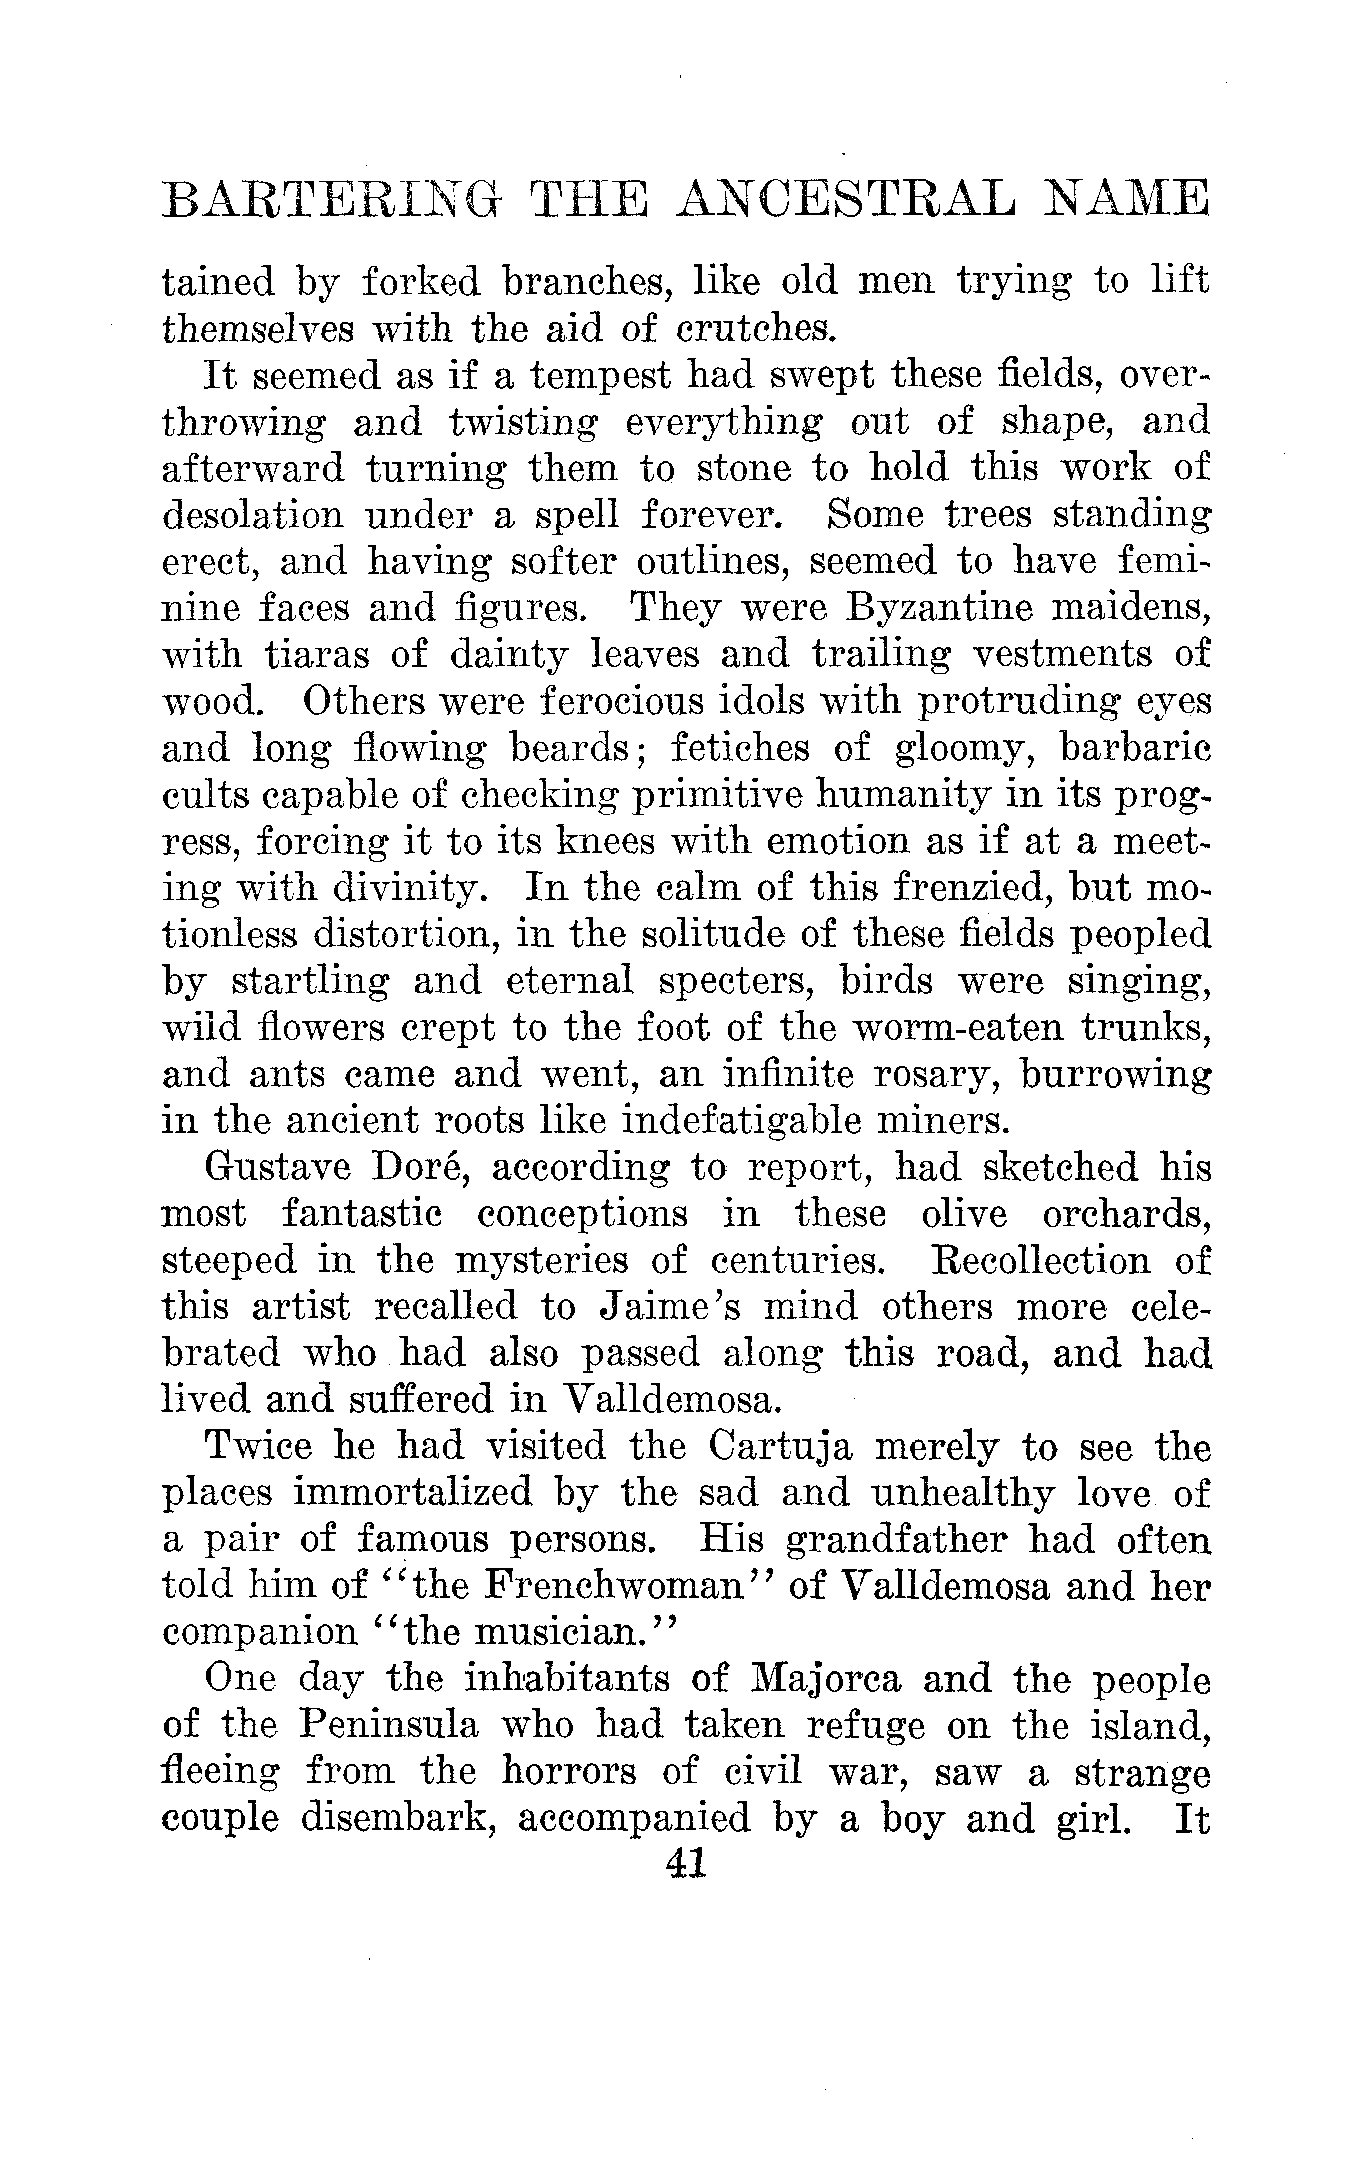 BARTERING THE ANCESTRAL NAME
tained by forked branches, like old men trying to lift
themselves with the aid of crutches.
It seemed as if a tempest had swept these fields, over-
throwing and twisting everything out of shape, and
afterward turning them to stone to hold this work of
desolation under a spell forever. Some trees standing
erect, and having softer outlines, seemed to have femi-
nine faces and figures. They were Byzantine maidens,
with tiaras of dainty leaves and trailing vestments of
wood. Others were ferocious idols with protruding eyes
and long flowing beards; fetiches of gloomy, barbaric
cults capable of checking primitive humanity in its prog-
ress, forcing it to its knees with emotion as if at a meet-
ing with divinity. In the calm of this frenzied, but mo-
tionless distortion, in the solitude of these fields peopled
by startling and eternal specters, birds were singing,
wild flowers crept to the foot of the worm-eaten trunks,
and ants came and went, an infinite rosary, burrowing
in the ancient roots like indefatigable miners.
Gustave Doré, according to report, had sketched his
most fantastic conceptions in these olive orchards,
steeped in the mysteries of centuries. Recollection of
this artist recalled to Jaime's mind others more cele-
brated who had also passed along this road, and had
lived and suffered in Valldemosa.
Twice he had visited the Cartuja merely to see the
places immortalized by the sad and unhealthy love of
a pair of famous persons. His grandfather had often
told him of "the Frenchwoman" of Valldemosa and her
companion "the musician."
One day the inhabitants of Majorca and the people
of the Peninsula who had taken refuge on the island,
fleeing from the horrors of civil war, saw a strange
couple disembark, accompanied by a boy and girl. It
41